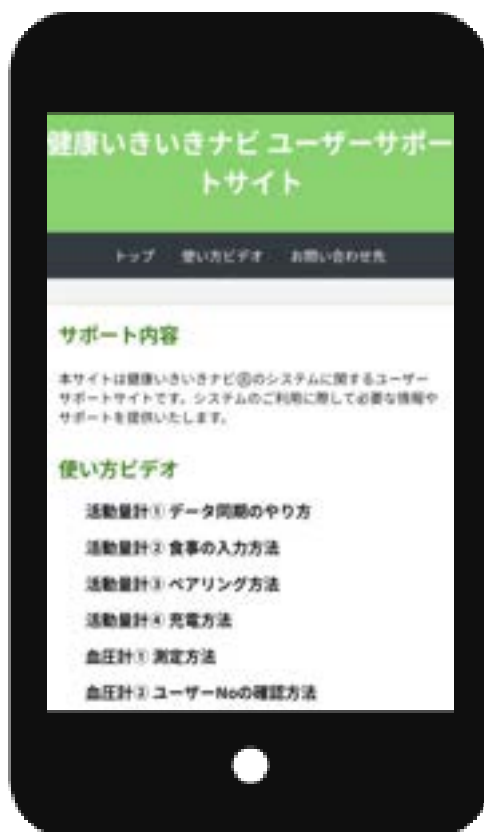 健康いきいきナビ ユーザーサポー
トサイト
トップ 使い方ビデオ お問い合わせ先
サポート内容
本サイトは健康いきいきナビ®のシステムに関するユーザー
サポートサイトです。システムのご利用に際して必要な情報や
サポートを提供いたします。
使い方ビデオ
活動量計① データ同期のやり方
活動量計② 食事の入力方法
活動量計③ ペアリング方法
活動量計④ 充電方法
血圧計① 測定方法
血圧計② ユーザーNoの確認方法